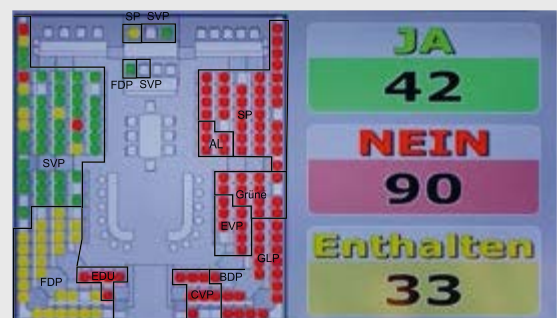 SP SVP
FDP SVP
SP
AL
SVP
Grüne
EVP
GLP
FDP EDU BDP
CVP
JA
42
NEIN
90
Enthalten
33